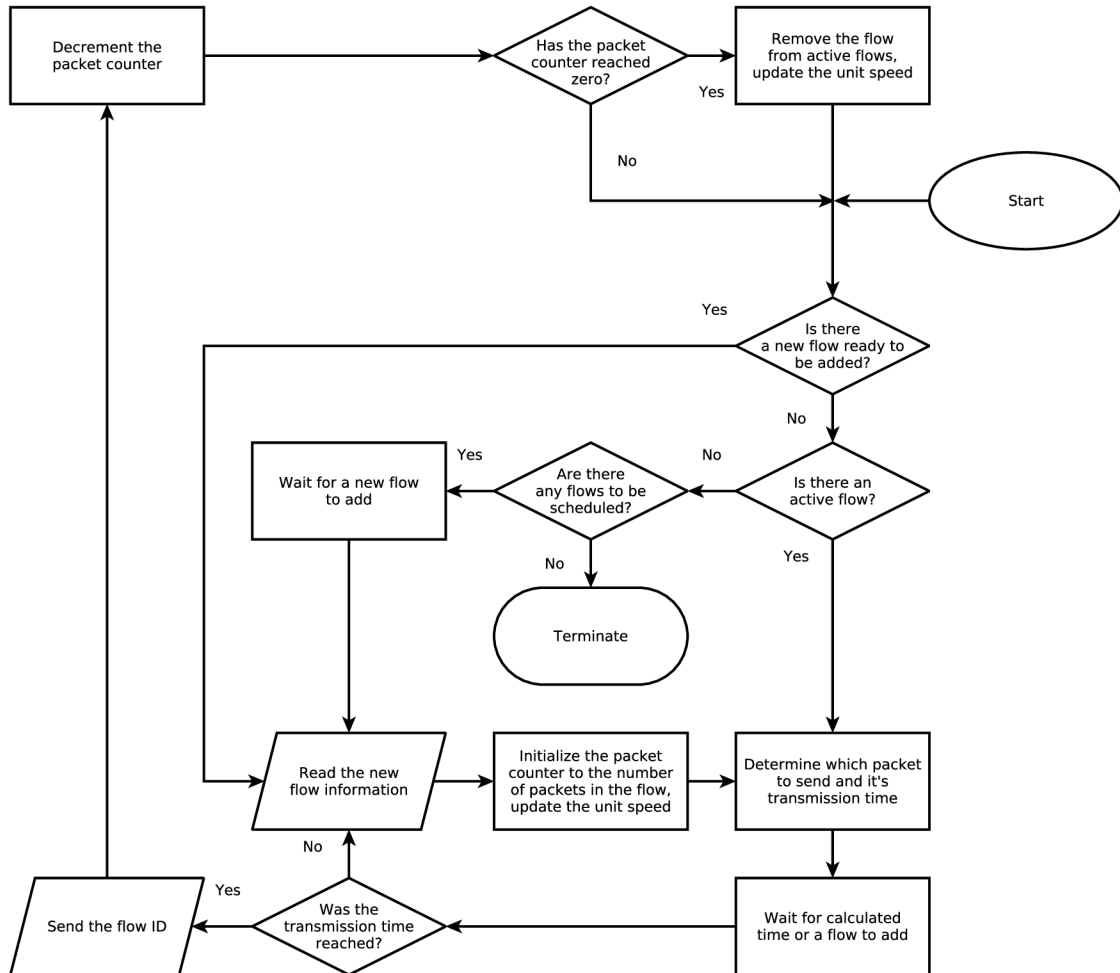 Decrement the
packet counter
Has the packet
counter reached
zero?
Remove the flow
from active flows,
update the unit speed
Yes
No
Start
Yes
Is there
a new flow ready to
be added?
No
Wait for a new flow
to add
Yes
Are there
any flows to be
scheduled?
No
Is there an
active flow?
No
Yes
Terminate
Read the new
flow information
Initialize the packet
counter to the number
of packets in the flow,
update the unit speed
Determine which packet
to send and it's
transmission time
No
Send the flow ID
Yes
Was the
transmission time
reached?
Wait for calculated
time or a flow to add